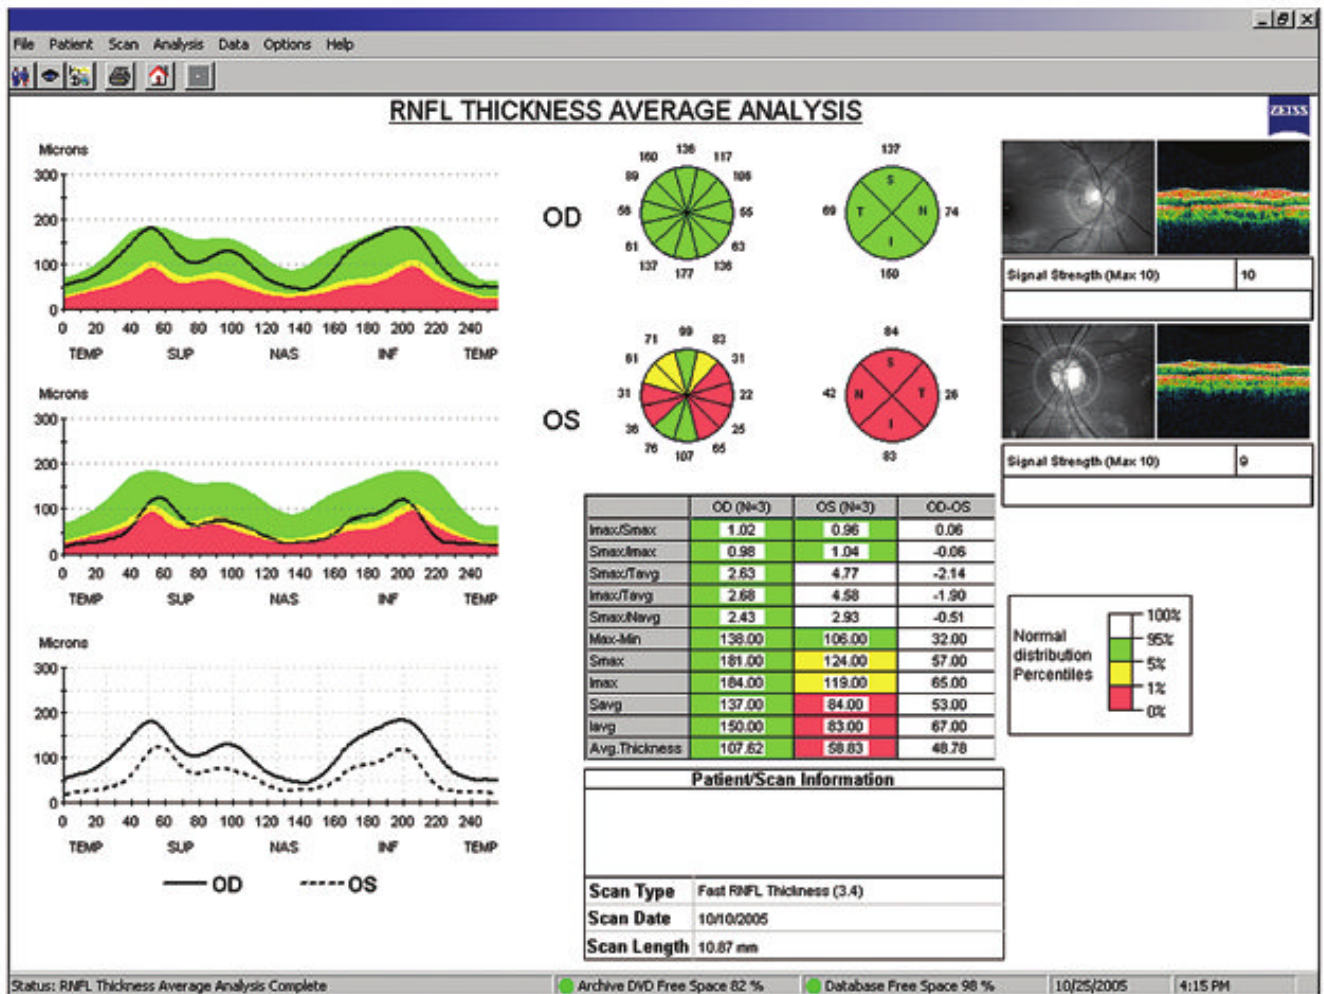 File Patient Scan Analysis Data Options Help
RNFL THICKNESS AVERAGE ANALYSIS
ZEISS
Microns
300
200
100
0
0 20 40 60 80 100 120 140 160 180 200 220 240
TEMP SUP NAS INF TEMP
Microns
300
200
100
0
0 20 40 60 80 100 120 140 160 180 200 220 240
TEMP SUP NAS INF TEMP
Microns
300
200
100
0
0 20 40 60 80 100 120 140 160 180 200 220 240
TEMP SUP NAS INF TEMP
OD OS
OD
136
160 117
89 106
58 55
61 63
137 136
177
137
S
69 T N 74
I
150
Signal Strength (Max 10) 10
OS
99
71 83
61 31
31 22
36 25
76 65
107
84
S
42 N T 26
I
83
Signal Strength (Max 10) 9
OD (N=3) OS (N=3) OD-OS
Imax/Smax 1.02 0.96 0.06
Smax/Imax 0.98 1.04 -0.06
Smax/Tavg 2.63 4.77 -2.14
Imax/Tavg 2.68 4.58 -1.90
Smax/Navg 2.43 2.93 -0.51
Max-Min 138.00 106.00 32.00
Smax 181.00 124.00 57.00
Imax 184.00 119.00 65.00
Savg 137.00 84.00 53.00
Iavg 150.00 83.00 67.00
Avg.Thickness 107.62 58.83 48.78
Normal
distribution
Percentiles
100%
95%
5%
1%
0%
Patient/Scan Information
Scan Type Fast RNFL Thickness (3.4)
Scan Date 10/10/2005
Scan Length 10.87 mm
Status: RNFL Thickness Average Analysis Complete Archive DVD Free Space 82 % Database Free Space 98 % 10/25/2005 4:15 PM